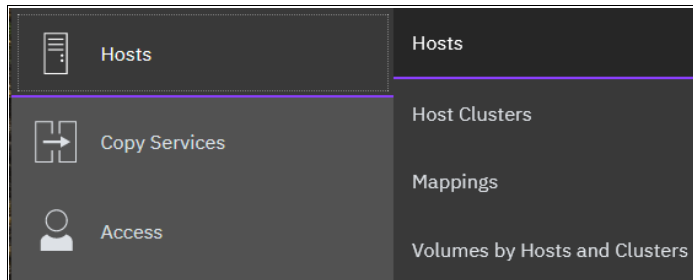 Hosts
Copy Services
Access
Hosts
Host Clusters
Mappings
Volumes by Hosts and Clusters